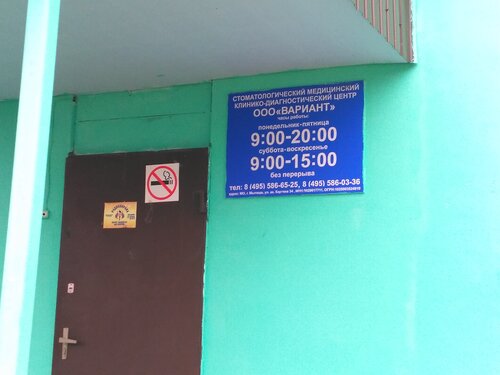 СТОМАТОЛОГИЧЕСКИЙ МЕДИЦИНСКИЙ
КЛИНИКО-ДИАГНОСТИЧЕСКИЙ ЦЕНТР
ООО«ВАРИАНТ»
часы работы:
понедельник-пятница
9:00-20:00
суббота-воскресенье
9:00-15:00
без перерыва
тел: 8 (495) 586-65-25, 8 (495) 586-03-36